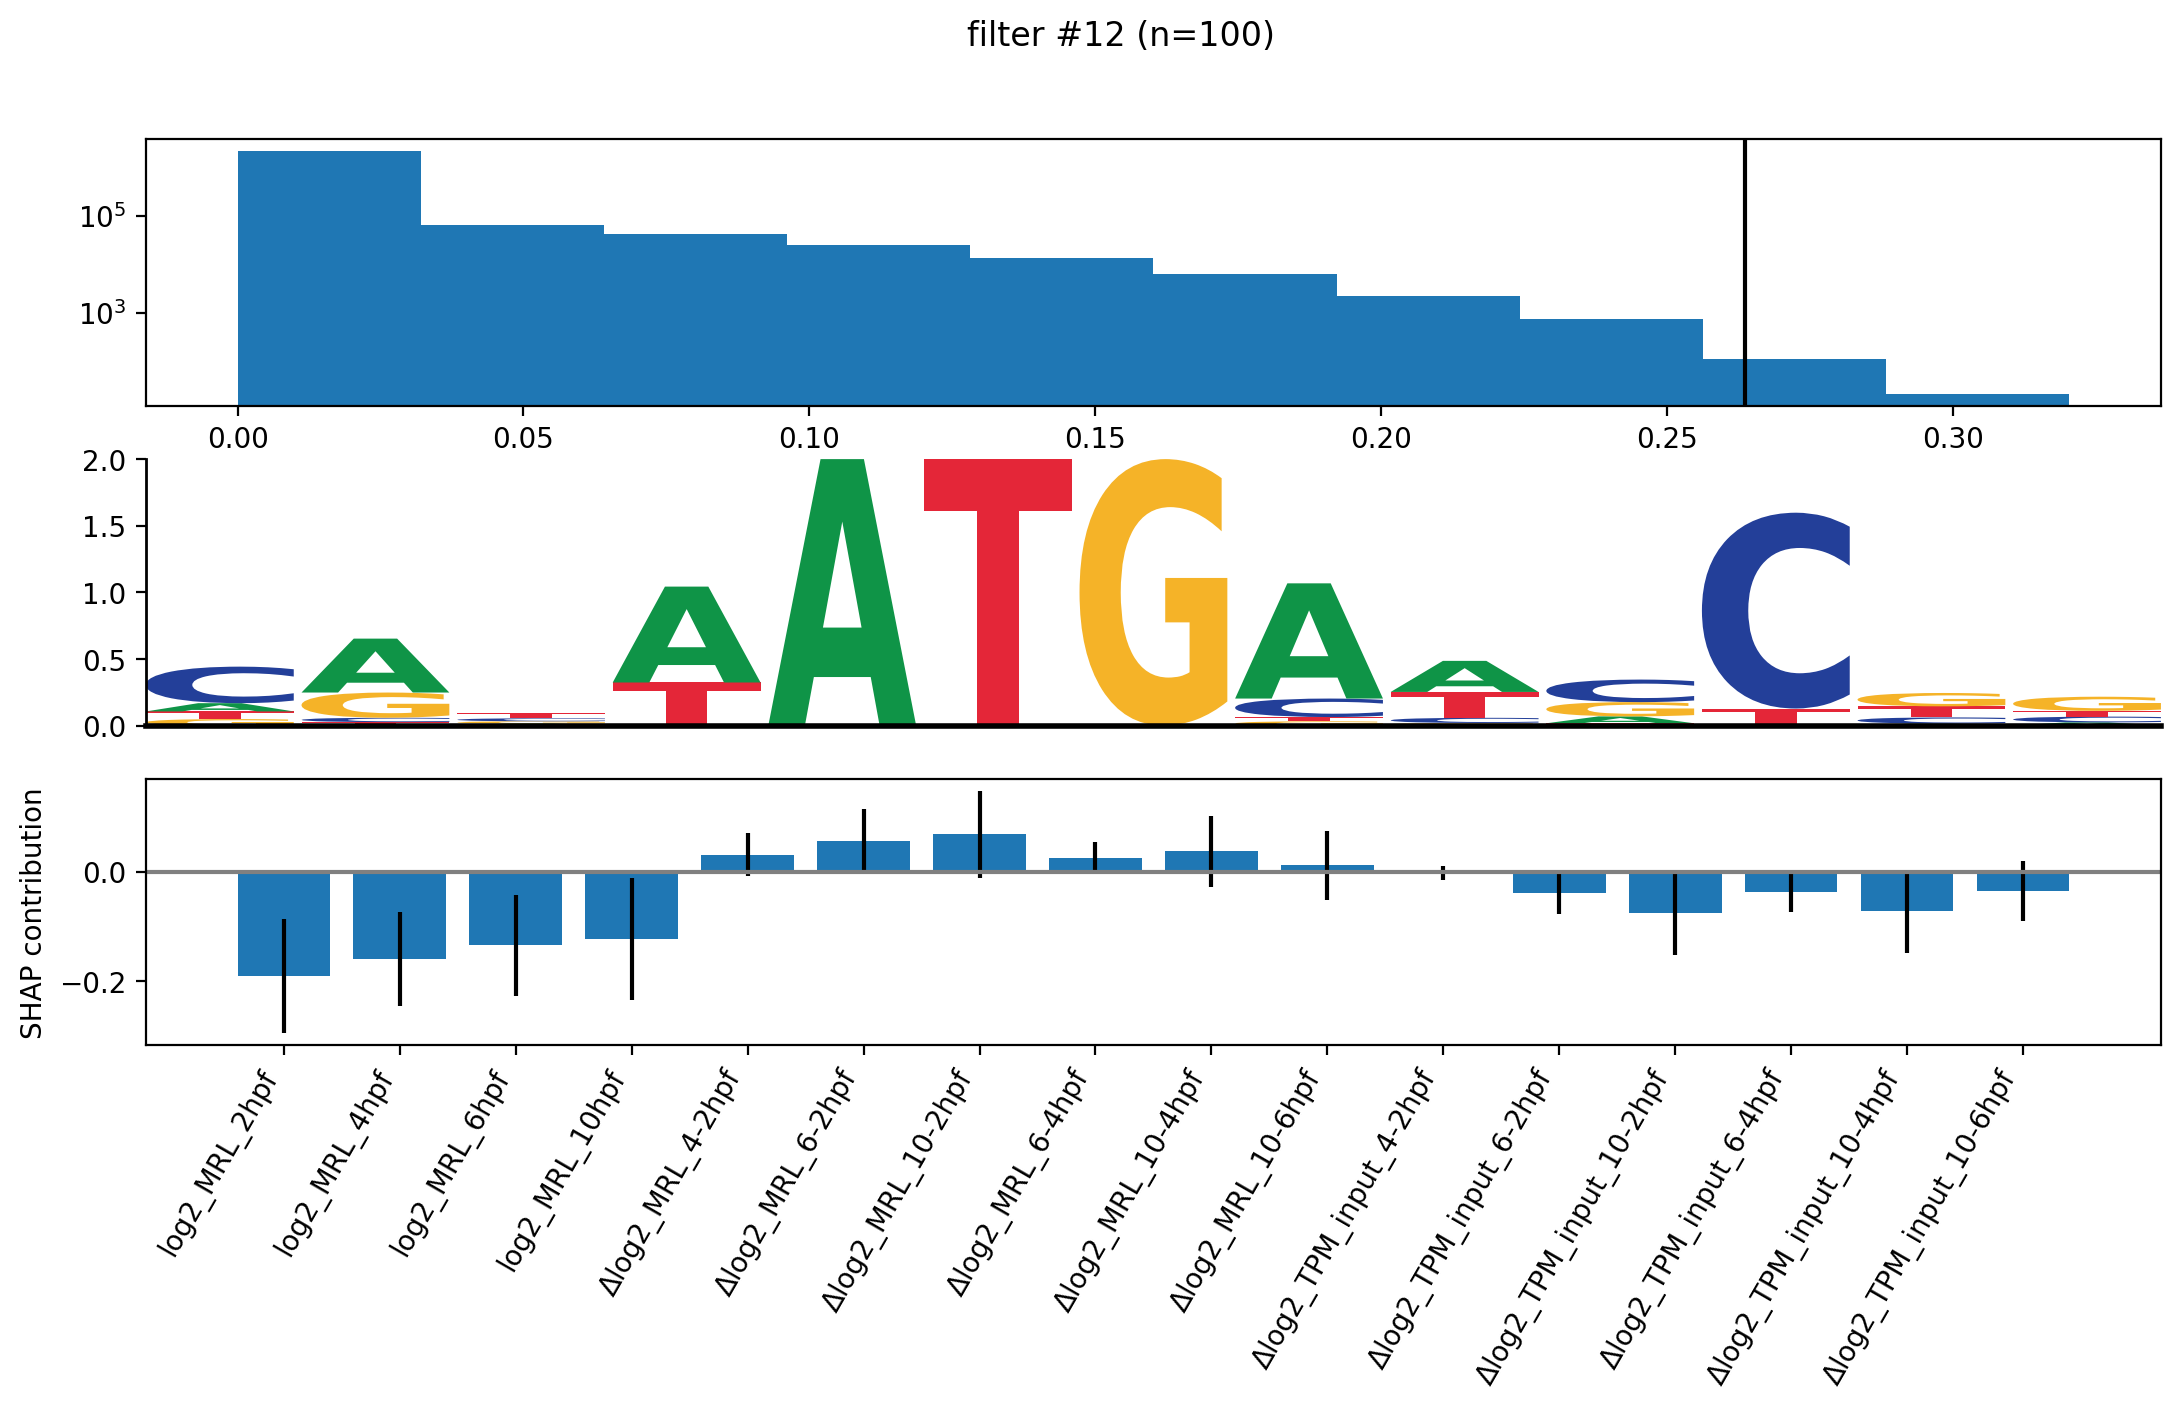 filter #12 (n=100)
10^5
10^3
0.00 0.05 0.10 0.15 0.20 0.25 0.30
2.0
1.5
1.0
0.5
0.0
C A A A T G A A C C G G
A G T T C T G T T T
T C C T C A C C
G T G
SHAP contribution
0.0
−0.2
log2_MRL_2hpf
log2_MRL_4hpf
log2_MRL_6hpf
log2_MRL_10hpf
Δlog2_MRL_4-2hpf
Δlog2_MRL_6-2hpf
Δlog2_MRL_10-2hpf
Δlog2_MRL_6-4hpf
Δlog2_MRL_10-4hpf
Δlog2_MRL_10-6hpf
Δlog2_TPM_input_4-2hpf
Δlog2_TPM_input_6-2hpf
Δlog2_TPM_input_10-2hpf
Δlog2_TPM_input_6-4hpf
Δlog2_TPM_input_10-4hpf
Δlog2_TPM_input_10-6hpf